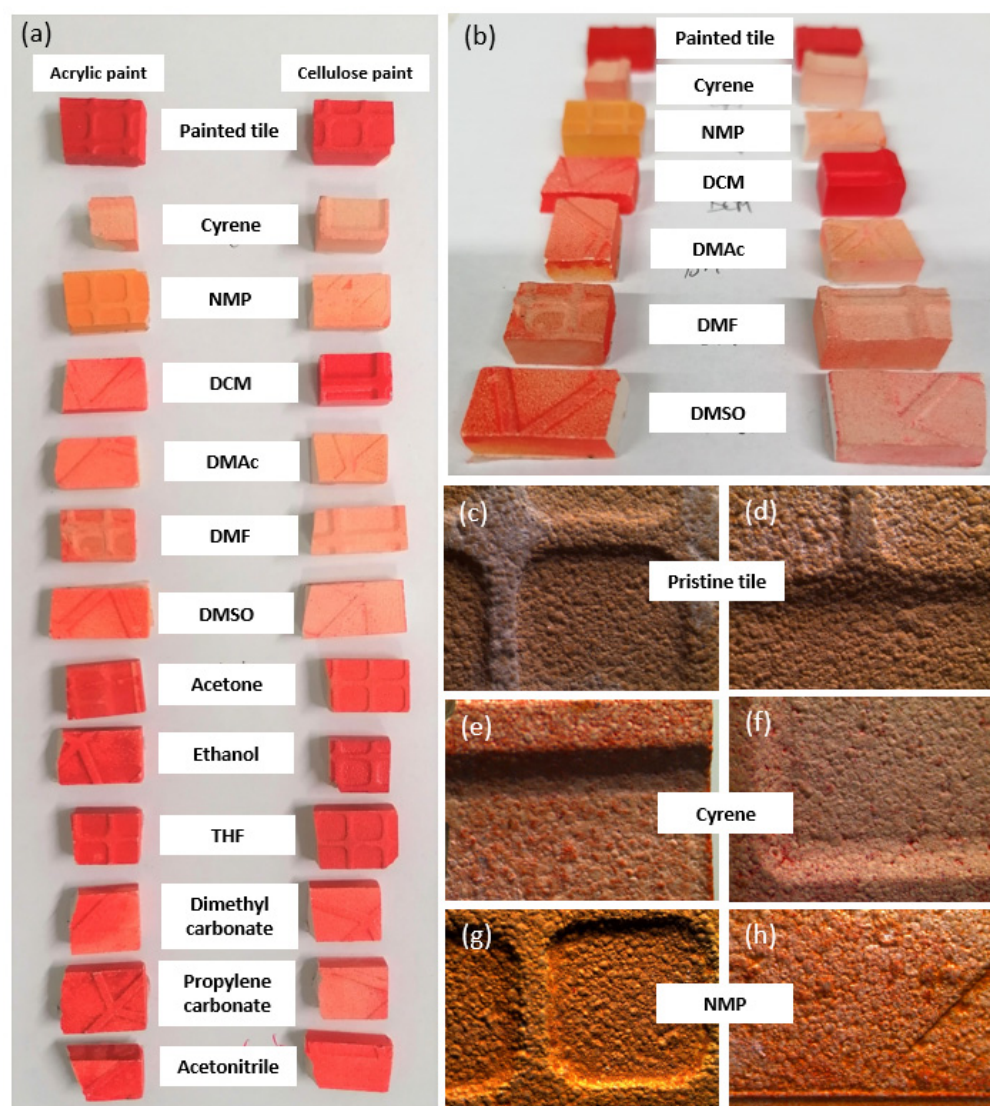 (a)
Acrylic paint
Cellulose paint
Painted tile
Cyrene
NMP
DCM
DMAc
DMF
DMSO
Acetone
Ethanol
THF
Dimethyl
carbonate
Propylene
carbonate
Acetonitrile
(b)
Painted tile
Cyrene
NMP
DCM
DCM
DMAc
DMF
DMSO
(c)
(d)
Pristine tile
(e)
(f)
Cyrene
(g)
(h)
NMP